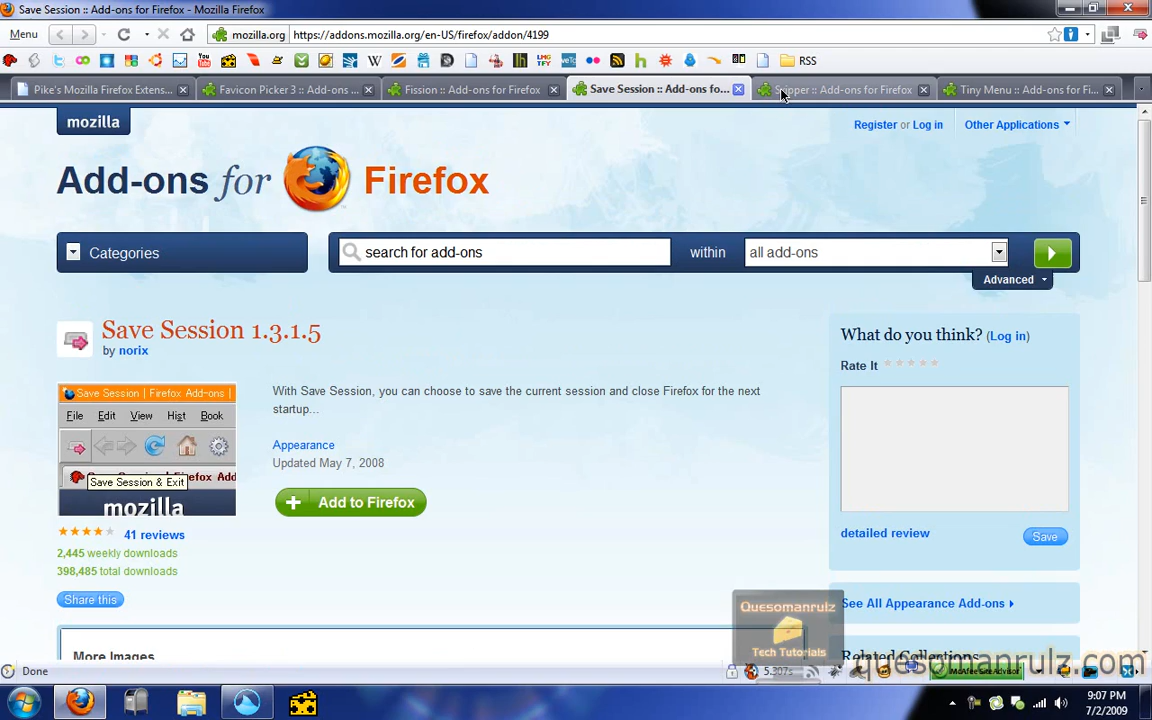 Save Session :: Add-ons for Firefox - Mozilla Firefox
Menu
mozilla.org
https://addons.mozilla.org/en-US/firefox/addon/4199
RSS
Pike's Mozilla Firefox Extens...
Favicon Picker 3 :: Add-ons ...
Fission :: Add-ons for Firefox
Save Session :: Add-ons fo...
:: Add-ons for Firefox
Tiny Menu :: Add-ons for Fi...
mozilla
Register or Log in
Other Applications
Add-ons for Firefox
Categories
search for add-ons
within
all add-ons
Advanced
Save Session 1.3.1.5
by norix
What do you think? (Log in)
Rate It
Save Session | Firefox Add-ons |
File Edit View Hist Book
Save Session & Exit
mozilla
With Save Session, you can choose to save the current session and close Firefox for the next
startup...
Appearance
Updated May 7, 2008
Add to Firefox
41 reviews
2,445 weekly downloads
398,485 total downloads
Share this
detailed review
Save
See All Appearance Add-ons
Related Collections
More Images
Quesomanrulz
Tech Tutorials
quesomanrulz.com
Done
5.307s
McAfee SiteAdvisor
9:07 PM
7/2/2009